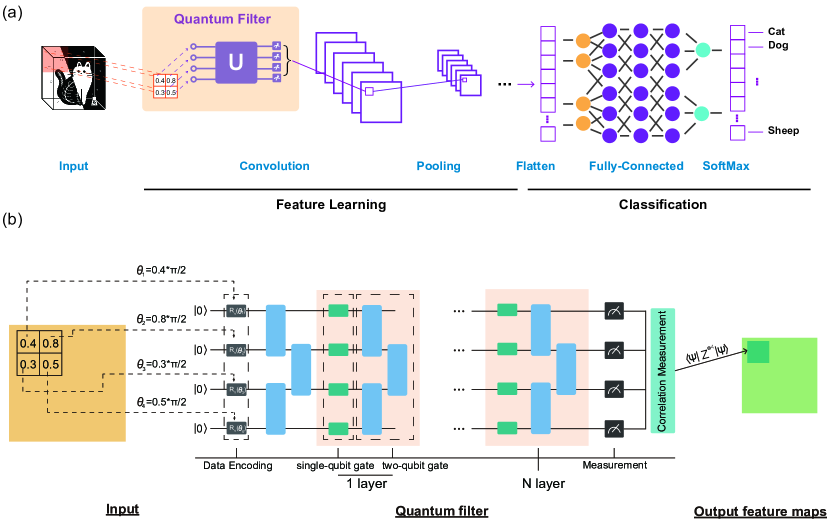 (a)
Quantum Filter
0.4 0.8
0.3 0.5
U
Cat
Dog
Sheep
Input
Convolution
Pooling
Flatten
Fully-Connected
SoftMax
Feature Learning
Classification
(b)
θ₁=0.4*π/2
θ₂=0.8*π/2
θ₃=0.3*π/2
θ₄=0.5*π/2
0.4 0.8
0.3 0.5
|0⟩
|0⟩
|0⟩
|0⟩
Correlation Measurement
Data Encoding
single-qubit gate
two-qubit gate
Measurement
1 layer
N layer
Input
Quantum filter
Output feature maps